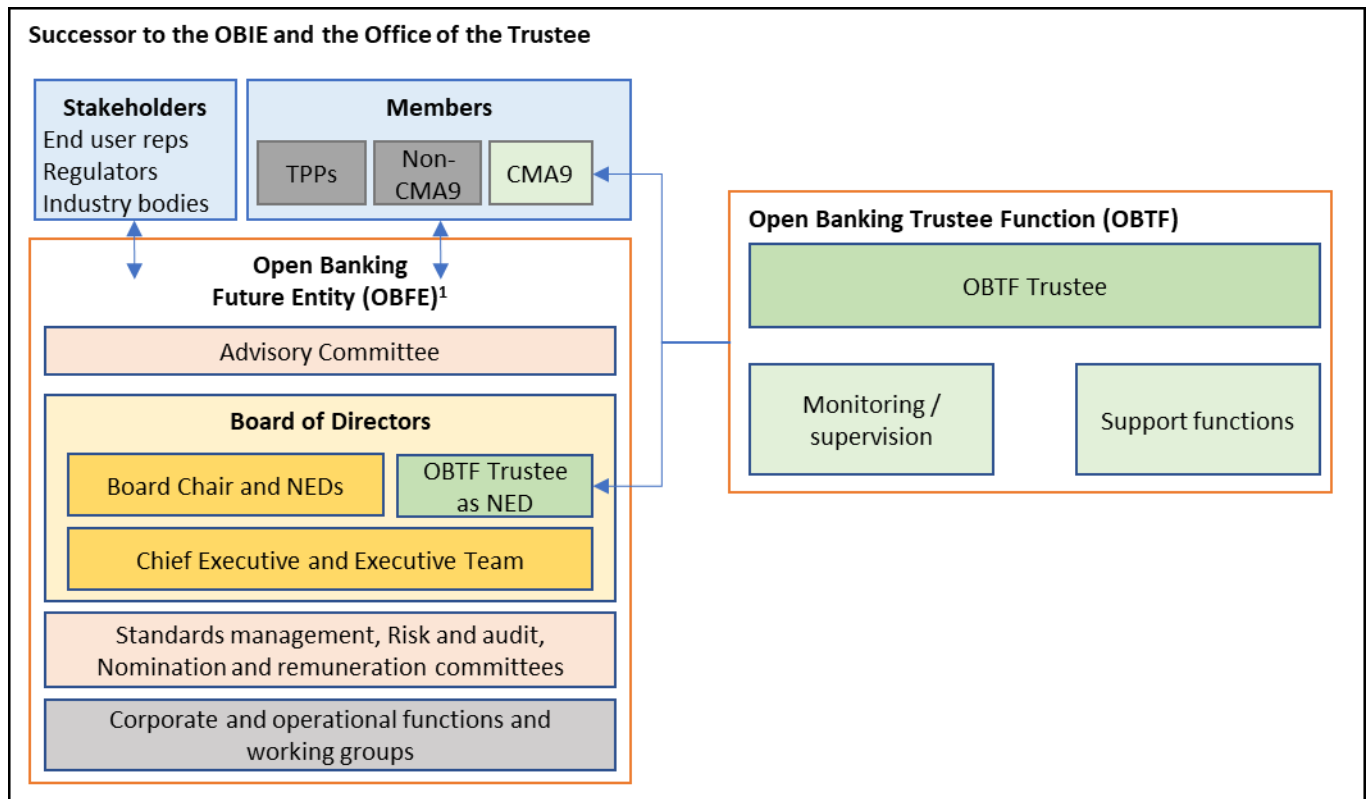 Successor to the OBIE and the Office of the Trustee
Stakeholders
End user reps
Regulators
Industry bodies
Members
TPPs
Non-
CMA9
CMA9
Open Banking
Future Entity (OBFE)¹
Advisory Committee
Board of Directors
Board Chair and NEDs
OBTF Trustee
as NED
Chief Executive and Executive Team
Standards management, Risk and audit,
Nomination and remuneration committees
Corporate and operational functions and
working groups
Open Banking Trustee Function (OBTF)
OBTF Trustee
Monitoring /
supervision
Support functions